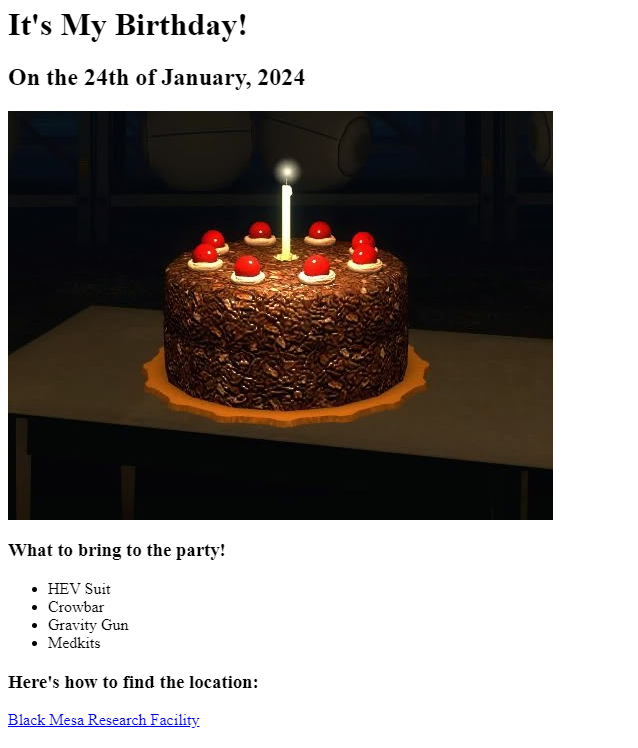 It's My Birthday!
On the 24th of January, 2024
What to bring to the party!
HEV Suit
Crowbar
Gravity Gun
Medkits
Here's how to find the location:
Black Mesa Research Facility